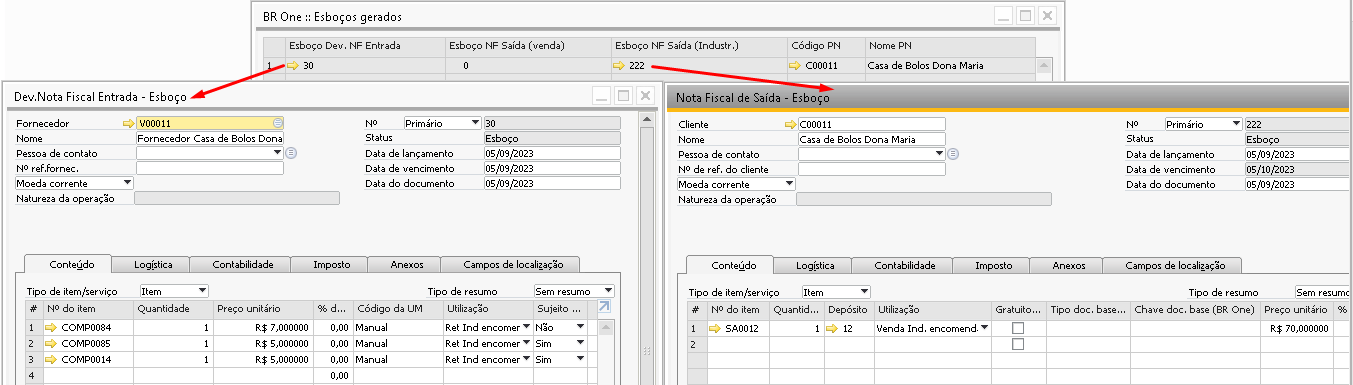 BR One :: Esboços gerados
Esboço Dev. NF Entrada Esboço NF Saída (venda) Esboço NF Saída (Industr.) Código PN Nome PN
1 30 0 222 C00011 Casa de Bolos Dona Maria
Dev.Nota Fiscal Entrada - Esboço
Fornecedor V00011 Nº Primário 30
Nome Fornecedor Casa de Bolos Dona Status Esboço
Pessoa de contato Data de lançamento 05/09/2023
Nº ref.fornec. Data de vencimento 05/09/2023
Moeda corrente Data do documento 05/09/2023
Natureza da operação
Conteúdo Logística Contabilidade Imposto Anexos Campos de localização
Tipo de item/serviço Item Tipo de resumo Sem resumo
# Nº do item Quantidade Preço unitário % d... Código da UM Utilização Sujeito ...
1 COMP0084 1 R$ 7,000000 0,00 Manual Ret Ind encomer Não
2 COMP0085 1 R$ 5,000000 0,00 Manual Ret Ind encomer Sim
3 COMP0014 1 R$ 5,000000 0,00 Manual Ret Ind encomer Sim
4 0,00
Nota Fiscal de Saída - Esboço
Cliente C00011 Nº Primário 222
Nome Casa de Bolos Dona Maria Status Esboço
Pessoa de contato Data de lançamento 05/09/2023
Nº de ref. do cliente Data de vencimento 05/10/2023
Moeda corrente Data do documento 05/09/2023
Natureza da operação
Conteúdo Logística Contabilidade Imposto Anexos Campos de localização
Tipo de item/serviço Item Tipo de resumo Sem resum
# Nº do item Quantid... Depósito Utilização Gratuito... Tipo doc. base... Chave doc. base (BR One) Preço unitário %
1 SA0012 1 12 Venda Ind. encomend. R$ 70,000000
2